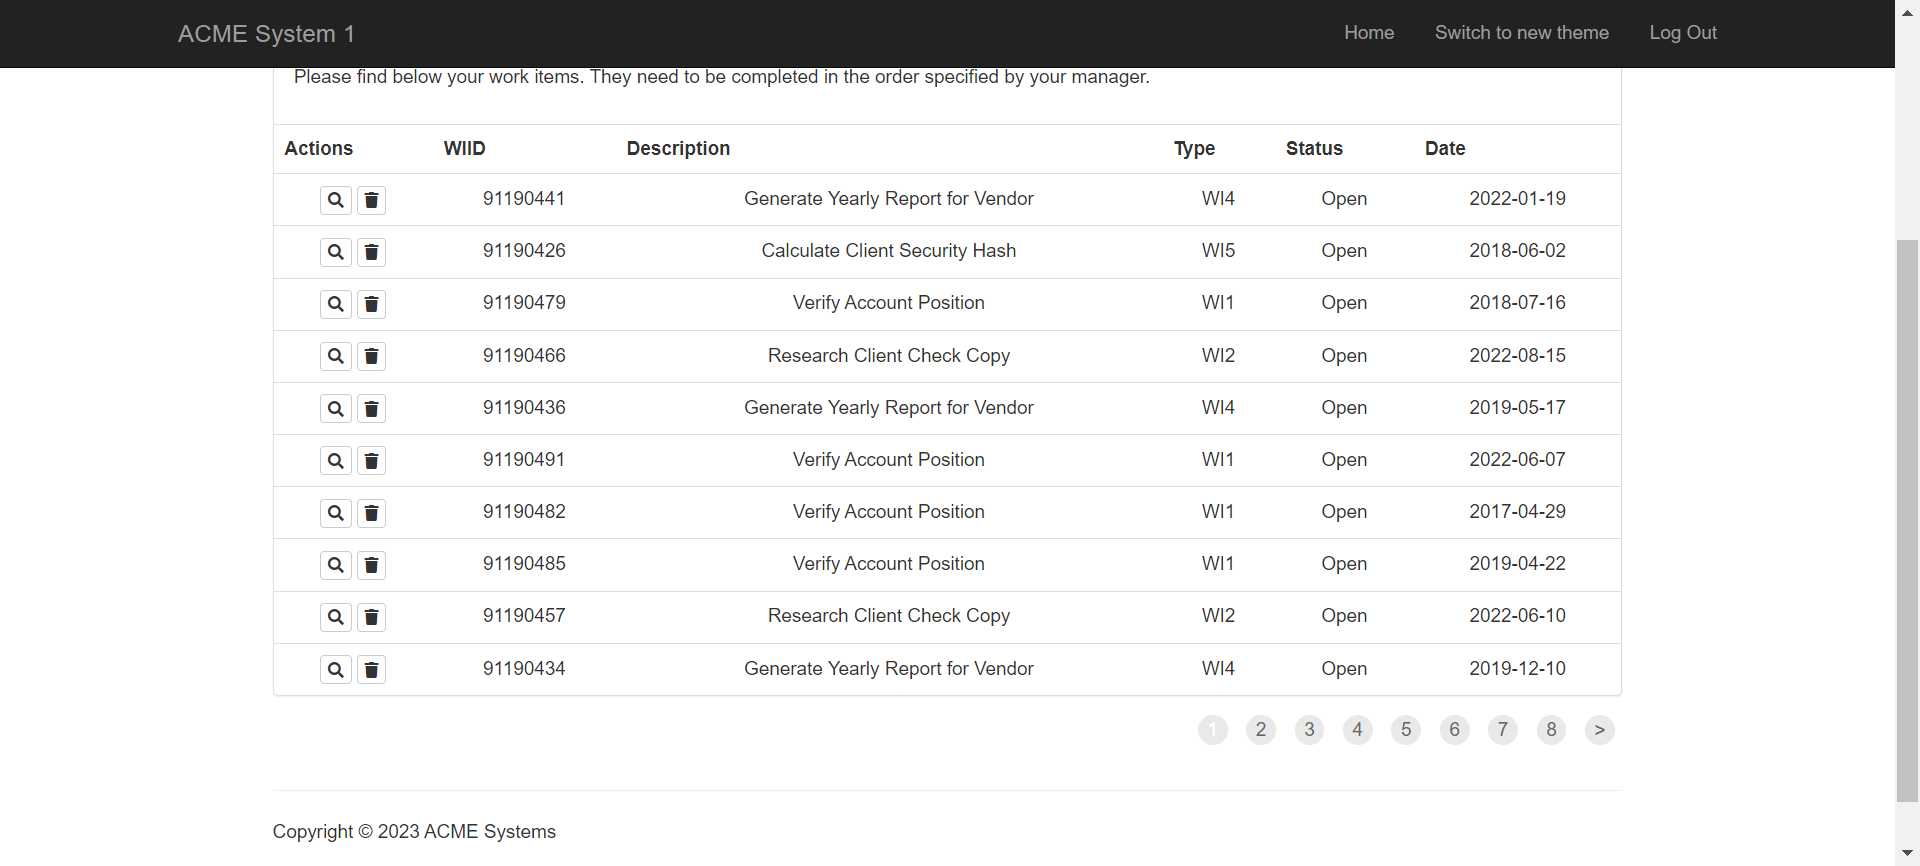 ACME System 1 Home Switch to new theme Log Out
Please find below your work items. They need to be completed in the order specified by your manager.
Actions WIID Description Type Status Date
91190441 Generate Yearly Report for Vendor WI4 Open 2022-01-19
91190426 Calculate Client Security Hash WI5 Open 2018-06-02
91190479 Verify Account Position WI1 Open 2018-07-16
91190466 Research Client Check Copy WI2 Open 2022-08-15
91190436 Generate Yearly Report for Vendor WI4 Open 2019-05-17
91190491 Verify Account Position WI1 Open 2022-06-07
91190482 Verify Account Position WI1 Open 2017-04-29
91190485 Verify Account Position WI1 Open 2019-04-22
91190457 Research Client Check Copy WI2 Open 2022-06-10
91190434 Generate Yearly Report for Vendor WI4 Open 2019-12-10
1 2 3 4 5 6 7 8 >
Copyright © 2023 ACME Systems